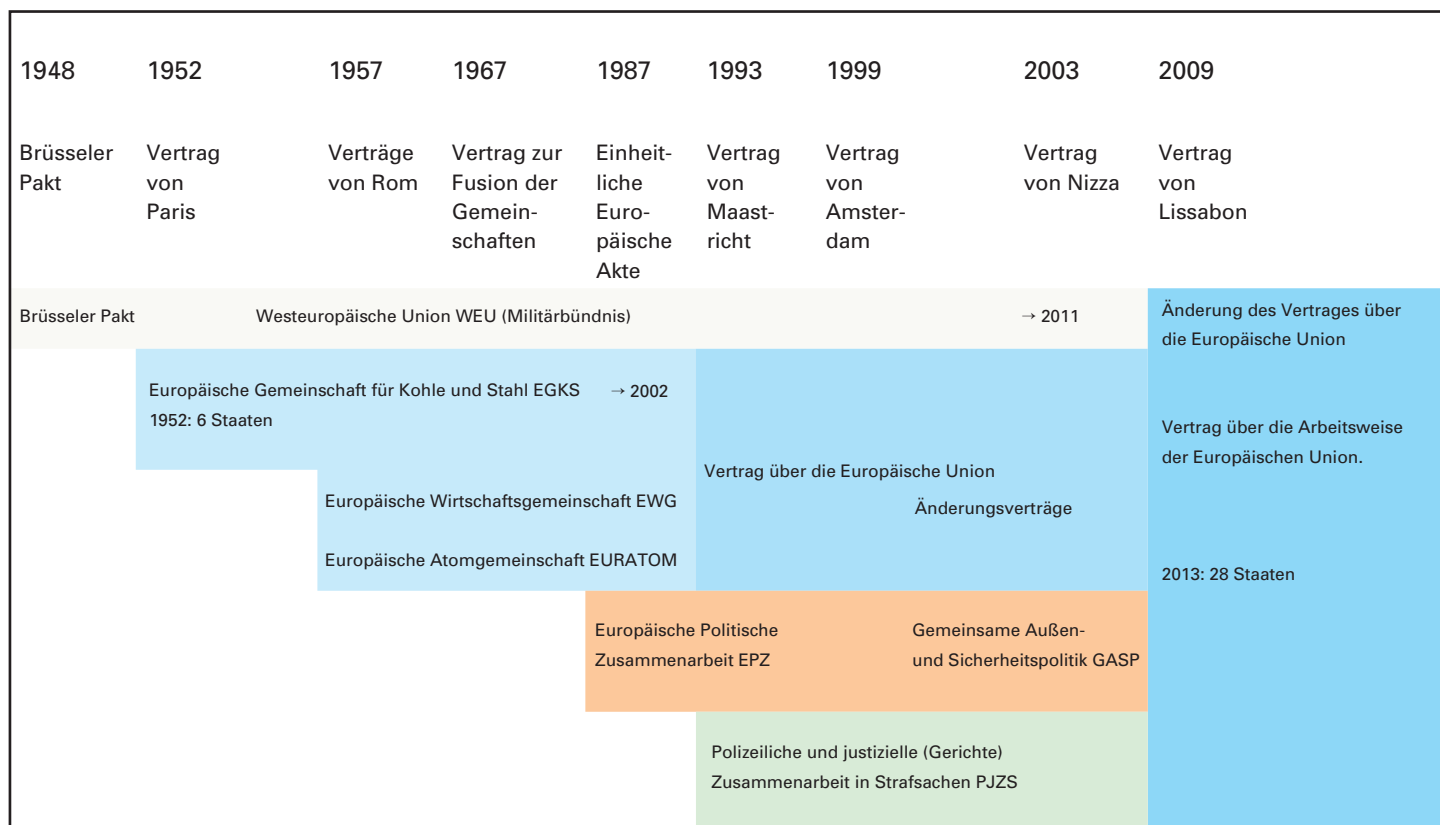 1948
1952
1957
1967
1987
1993
1999
2003
2009
Brüsseler
Pakt
Vertrag
von
Paris
Verträge
von Rom
Vertrag zur
Fusion der
Gemein-
schaften
Einheit-
liche
Euro-
päische
Akte
Vertrag
von
Maast-
richt
Vertrag
von
Amster-
dam
Vertrag
von Nizza
Vertrag
von
Lissabon
Brüsseler Pakt
Westeuropäische Union WEU (Militärbündnis)
→ 2011
Europäische Gemeinschaft für Kohle und Stahl EGKS → 2002
1952: 6 Staaten
Europäische Wirtschaftsgemeinschaft EWG
Europäische Atomgemeinschaft EURATOM
Vertrag über die Europäische Union
Änderungsverträge
Europäische Politische
Zusammenarbeit EPZ
Gemeinsame Außen-
und Sicherheitspolitik GASP
Polizeiliche und justizielle (Gerichte)
Zusammenarbeit in Strafsachen PJZS
Änderung des Vertrages über
die Europäische Union
Vertrag über die Arbeitsweise
der Europäischen Union.
2013: 28 Staaten